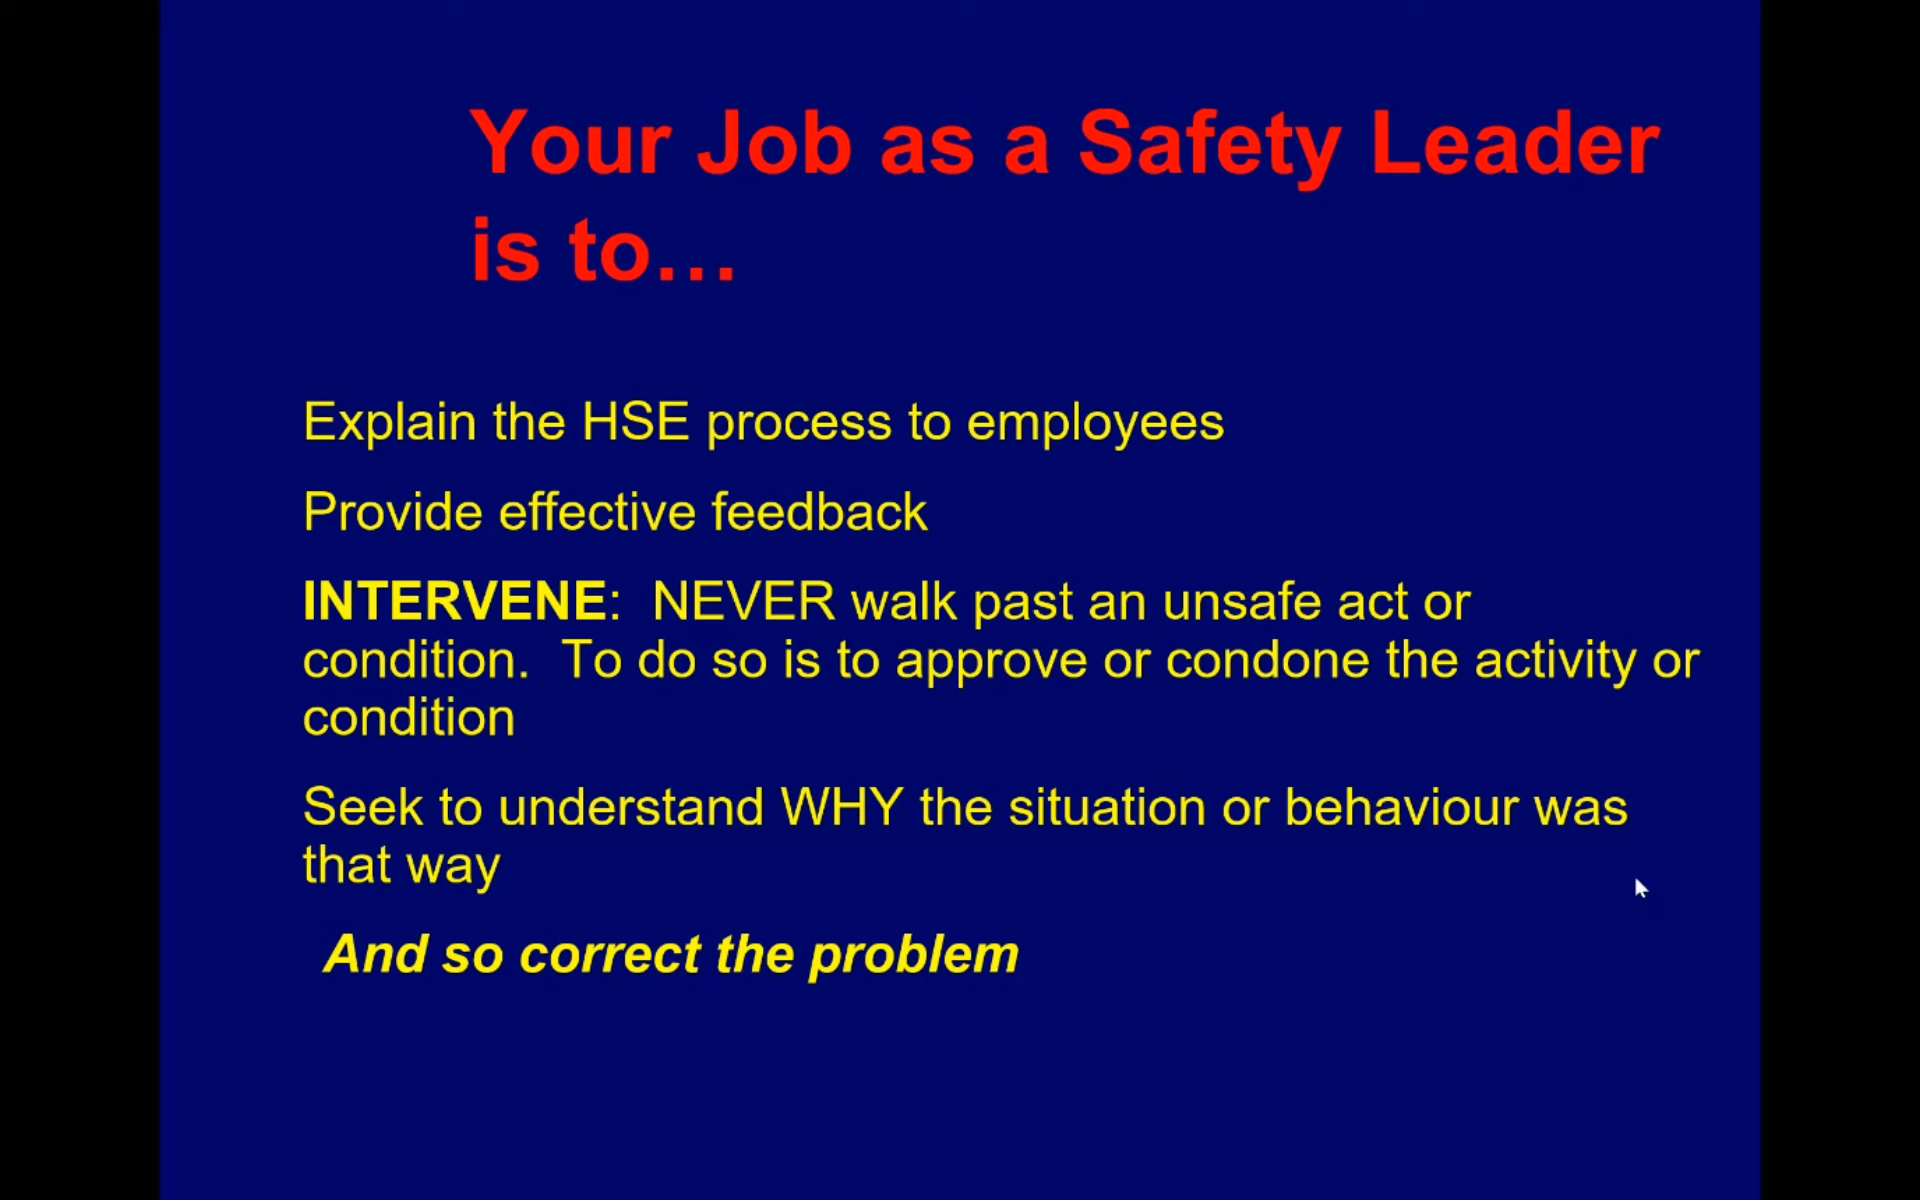 Your Job as a Safety Leader
is to…
Explain the HSE process to employees
Provide effective feedback
INTERVENE:  NEVER walk past an unsafe act or
condition.  To do so is to approve or condone the activity or
condition
Seek to understand WHY the situation or behaviour was
that way
And so correct the problem